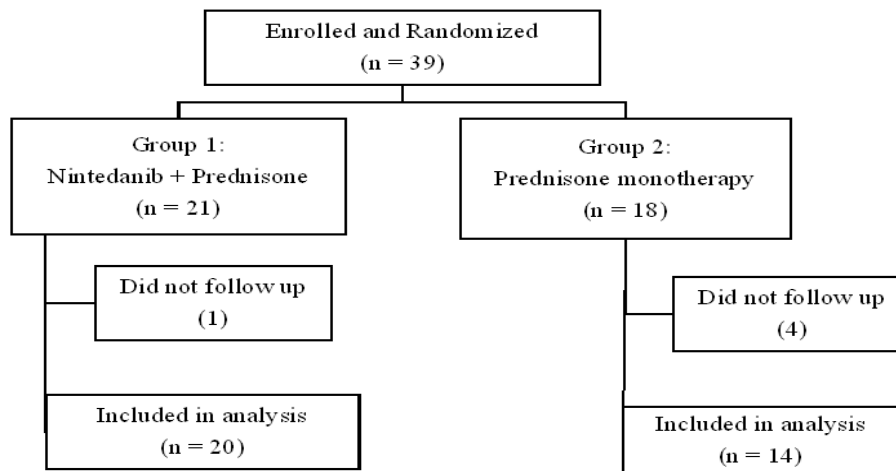 Enrolled and Randomized
(n = 39)
Group 1:
Nintedanib + Prednisone
(n = 21)
Group 2:
Prednisone monotherapy
(n = 18)
Did not follow up
(1)
Did not follow up
(4)
Included in analysis
(n = 20)
Included in analysis
(n = 14)